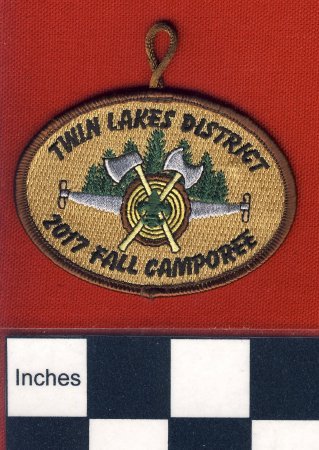 TWIN LAKES DISTRICT
2017 FALL CAMPOREE
Inches